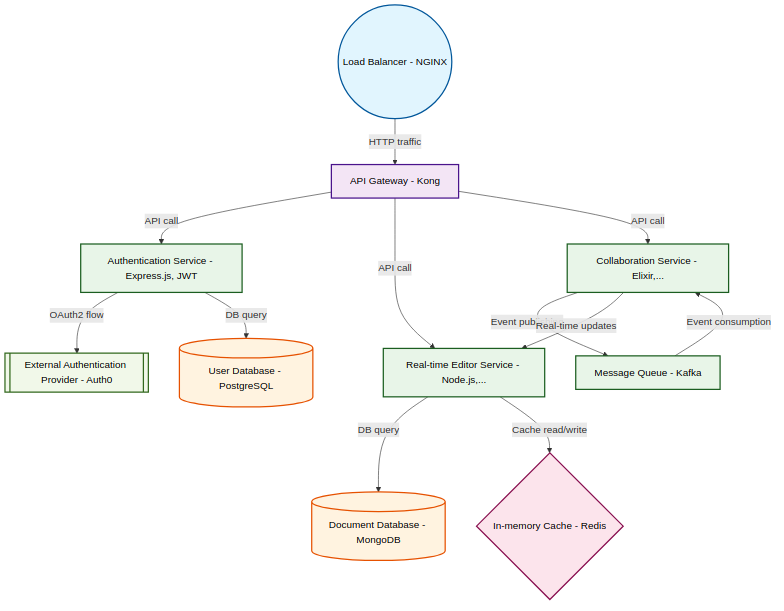 Load Balancer - NGINX
HTTP traffic
API Gateway - Kong
API call
API call
API call
Authentication Service -
Express.js, JWT
Collaboration Service -
Elixir,...
OAuth2 flow
DB query
Event
Real-time updates
Event consumption
External Authentication
Provider - Auth0
User Database -
PostgreSQL
Real-time Editor Service -
Node.js,...
Message Queue - Kafka
DB query
Cache read/write
Document Database -
MongoDB
In-memory Cache - Redis